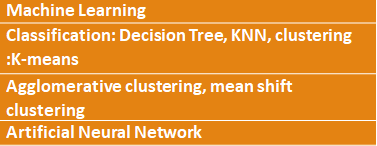 Machine Learning
Classification: Decision Tree, KNN, clustering
:K-means
Agglomerative clustering, mean shift
clustering
Artificial Neural Network